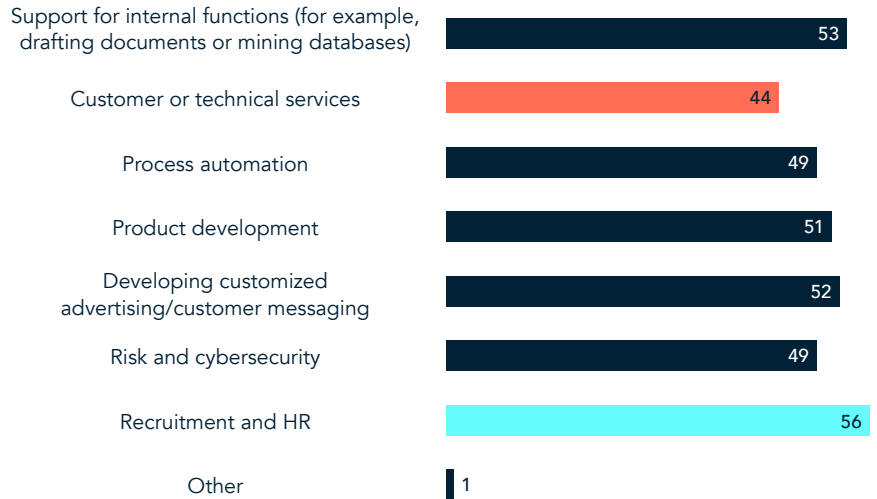 Support for internal functions (for example,
drafting documents or mining databases)
53
Customer or technical services
44
Process automation
49
Product development
51
Developing customized
advertising/customer messaging
52
Risk and cybersecurity
49
Recruitment and HR
56
Other
1